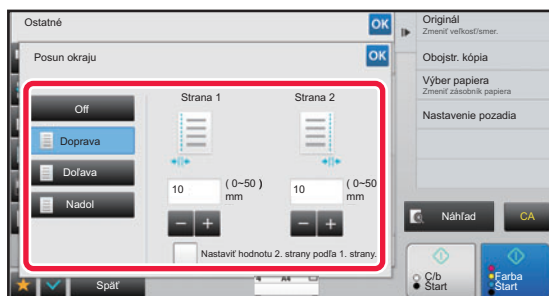 Ostatné
OK
Posun okraju
OK
Off
Doprava
Doľava
Nadol
Strana 1
Strana 2
10
( 0~50 )
mm
10
( 0~50
mm
Nastaviť hodnotu 2. strany podľa 1. strany.
Späť
A4
Originál
Zmeniť veľkosť/smer.
Obojstr. kópia
Výber papiera
Zmeniť zásobník papiera
Nastavenie pozadia
Náhľad
CA
Č/b
Štart
Farba
Štart